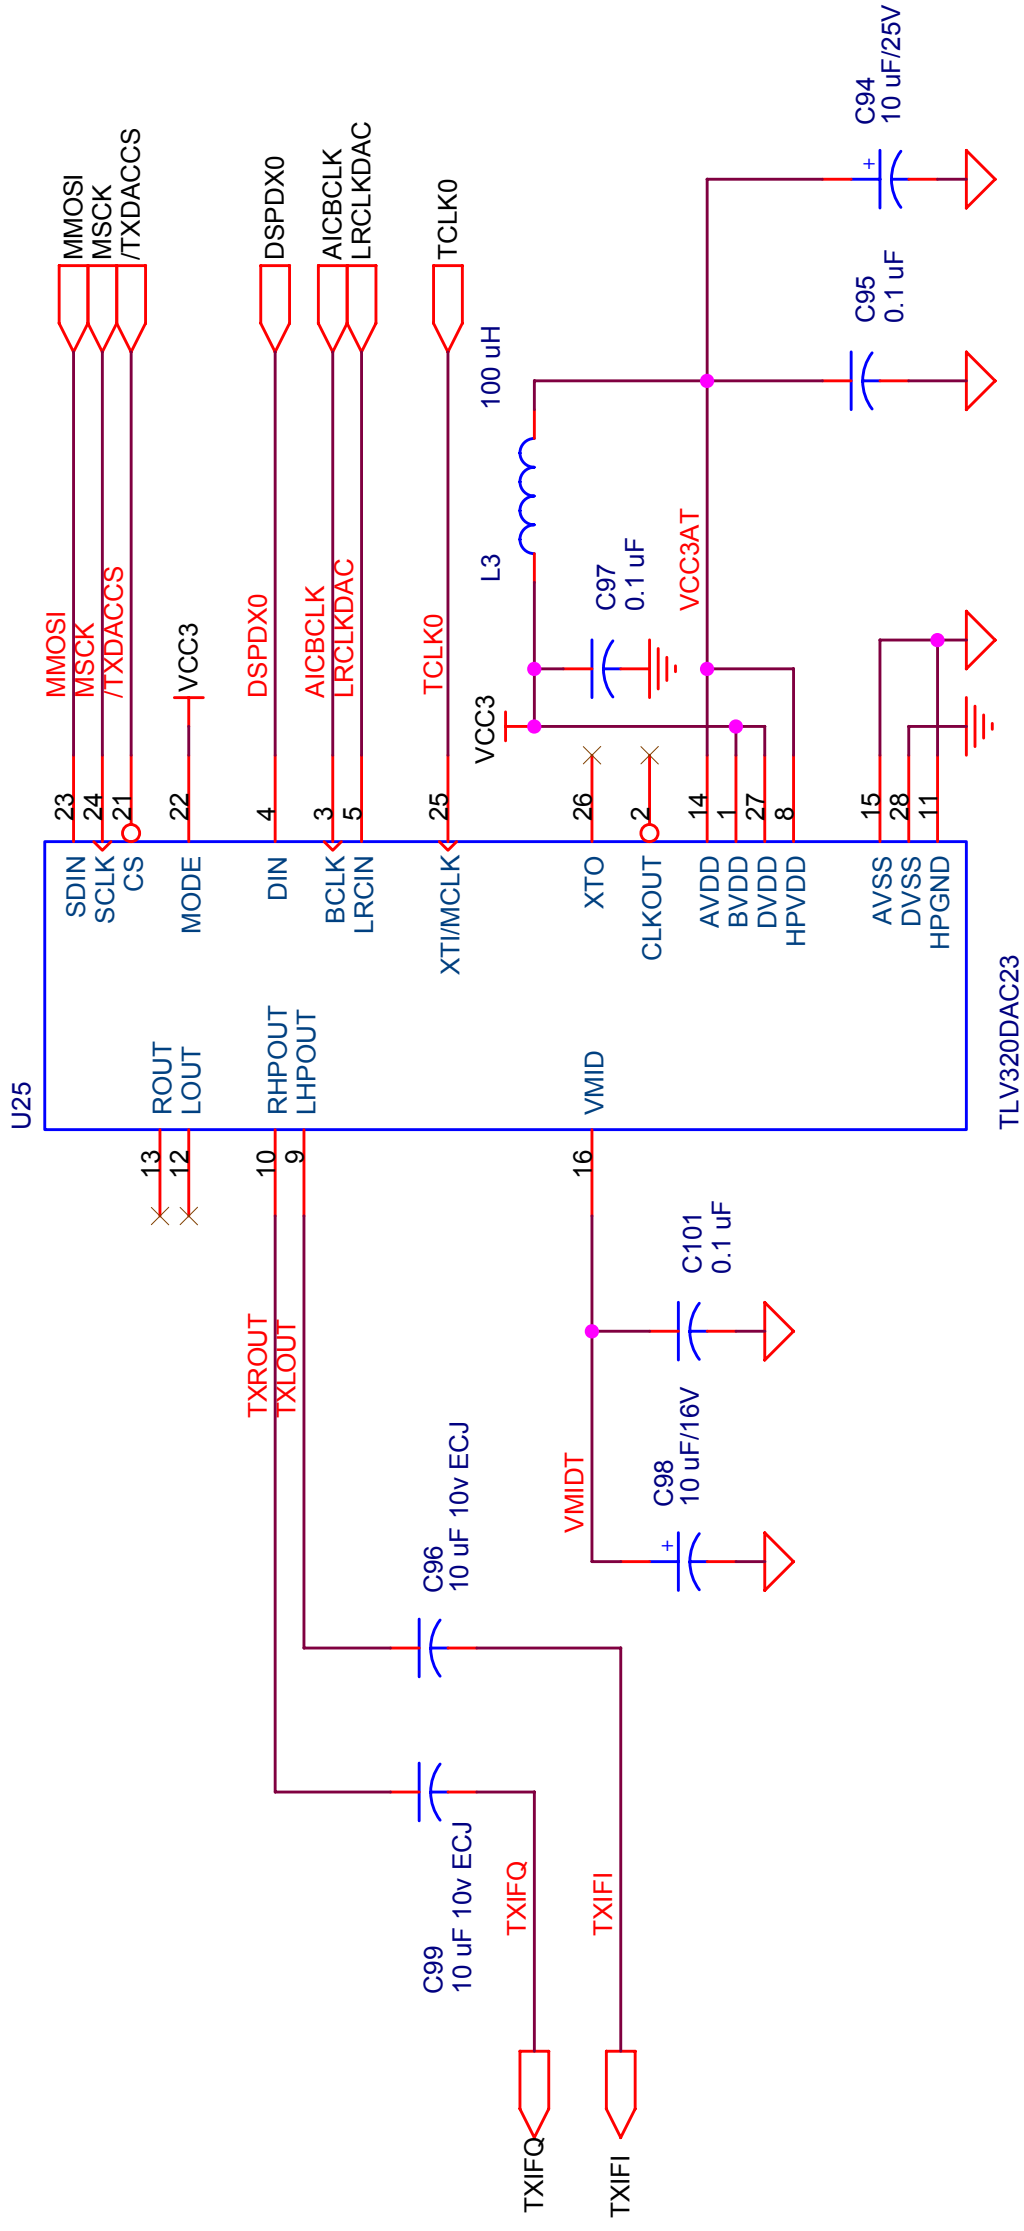 U25
TLV320DAC23
MMOSI
MSCK
/TXDACCS
DSPDX0
AICBCLK
LRCLKDAC
TCLK0
MMOSI
MSCK
/TXDACCS
VCC3
DSPDX0
AICBCLK
LRCLKDAC
TCLK0
23
24
21
22
4
3
5
25
26
2
14
1
27
8
15
28
11
SDIN
SCLK
CS
MODE
DIN
BCLK
LRCIN
XTI/MCLK
XTO
CLKOUT
AVDD
BVDD
DVDD
HPVDD
AVSS
DVSS
HPGND
ROUT
LOUT
RHPOUT
LHPOUT
VMID
13
12
10
9
16
VCC3
L3
100 uH
C97
0.1 uF
VCC3AT
C95
0.1 uF
C94
10 uF/25V
+
TXROUT
TXLOUT
C96
10 uF 10v ECJ
C99
10 uF 10v ECJ
VMIDT
C101
0.1 uF
C98
10 uF/16V
+
TXIFQ
TXIFI
TXIFQ
TXIFI